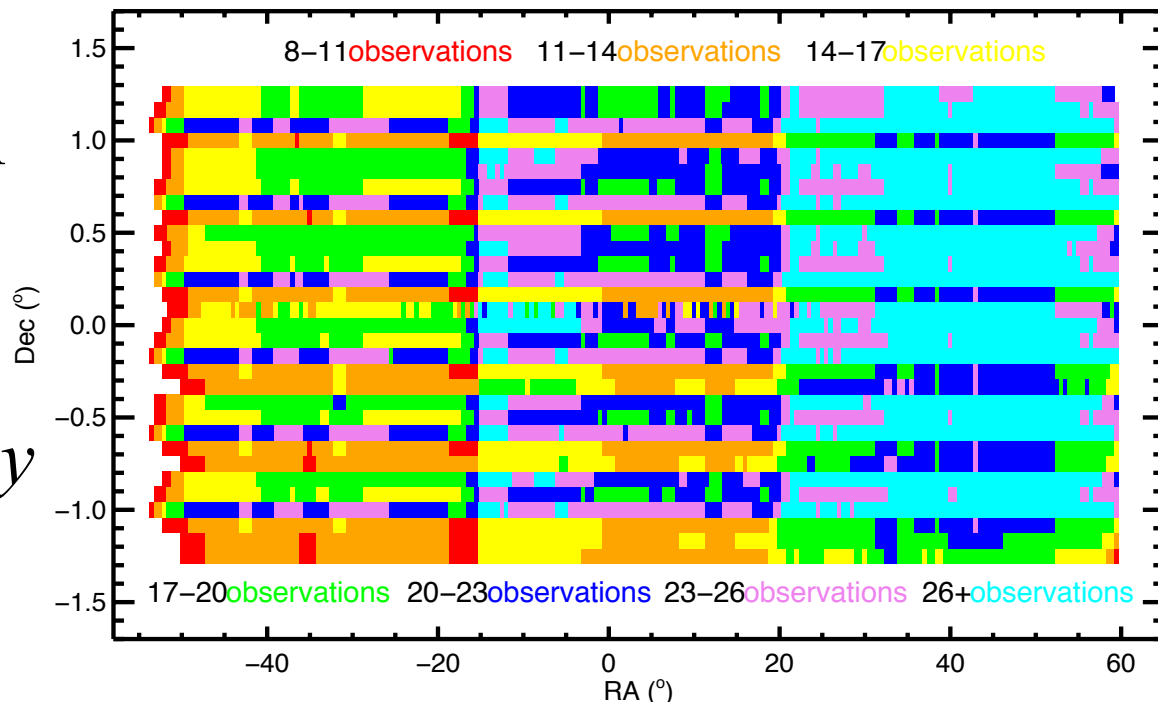 1.5
8−11observations 11−14observations 14−17observations
1.0
0.5
Dec (°)
0.0
−0.5
y
−1.0
17−20observations 20−23observations 23−26observations 26+observations
−1.5
−40 −20 0 20 40 60
RA (°)